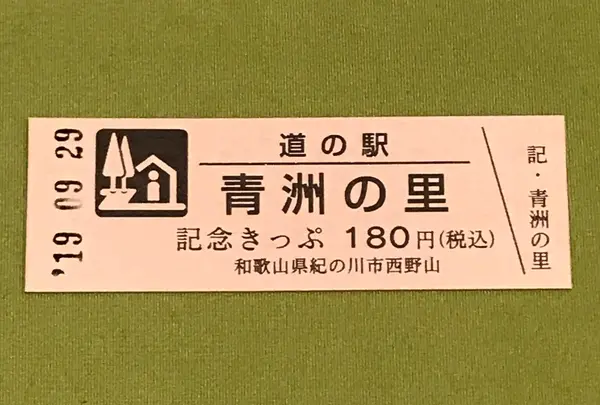 '19 09 29
道の駅
青洲の里
記念きっぷ 180円(税込)
和歌山県紀の川市西野山
記・青洲の里